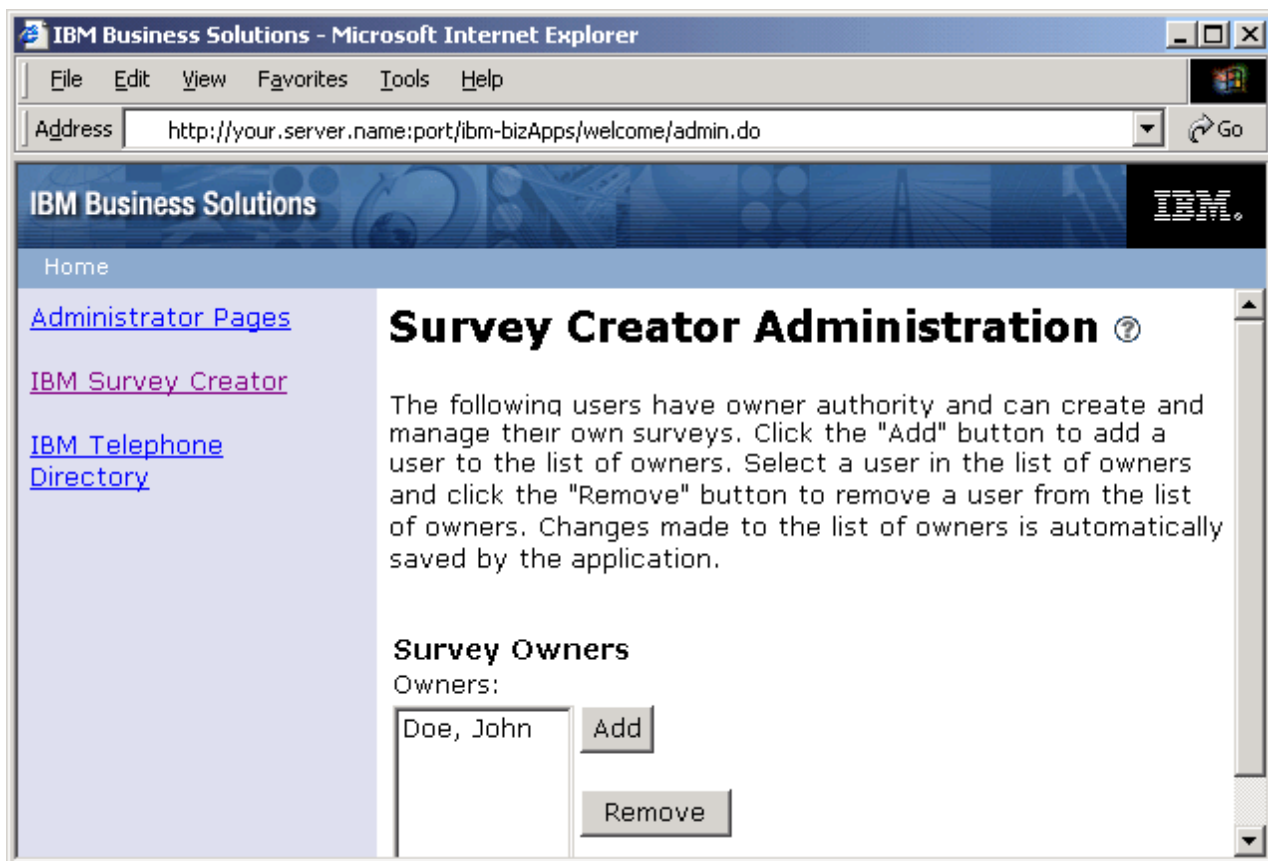 IBM Business Solutions - Microsoft Internet Explorer
File Edit View Favorites Tools Help
Address http://your.server.name:port/ibm-bizApps/welcome/admin.do Go
IBM Business Solutions
IBM.
Home
Administrator Pages
IBM Survey Creator
IBM Telephone
Directory
Survey Creator Administration ?
The following users have owner authority and can create and
manage their own surveys. Click the "Add" button to add a
user to the list of owners. Select a user in the list of owners
and click the "Remove" button to remove a user from the list
of owners. Changes made to the list of owners is automatically
saved by the application.
Survey Owners
Owners:
Doe, John
Add
Remove